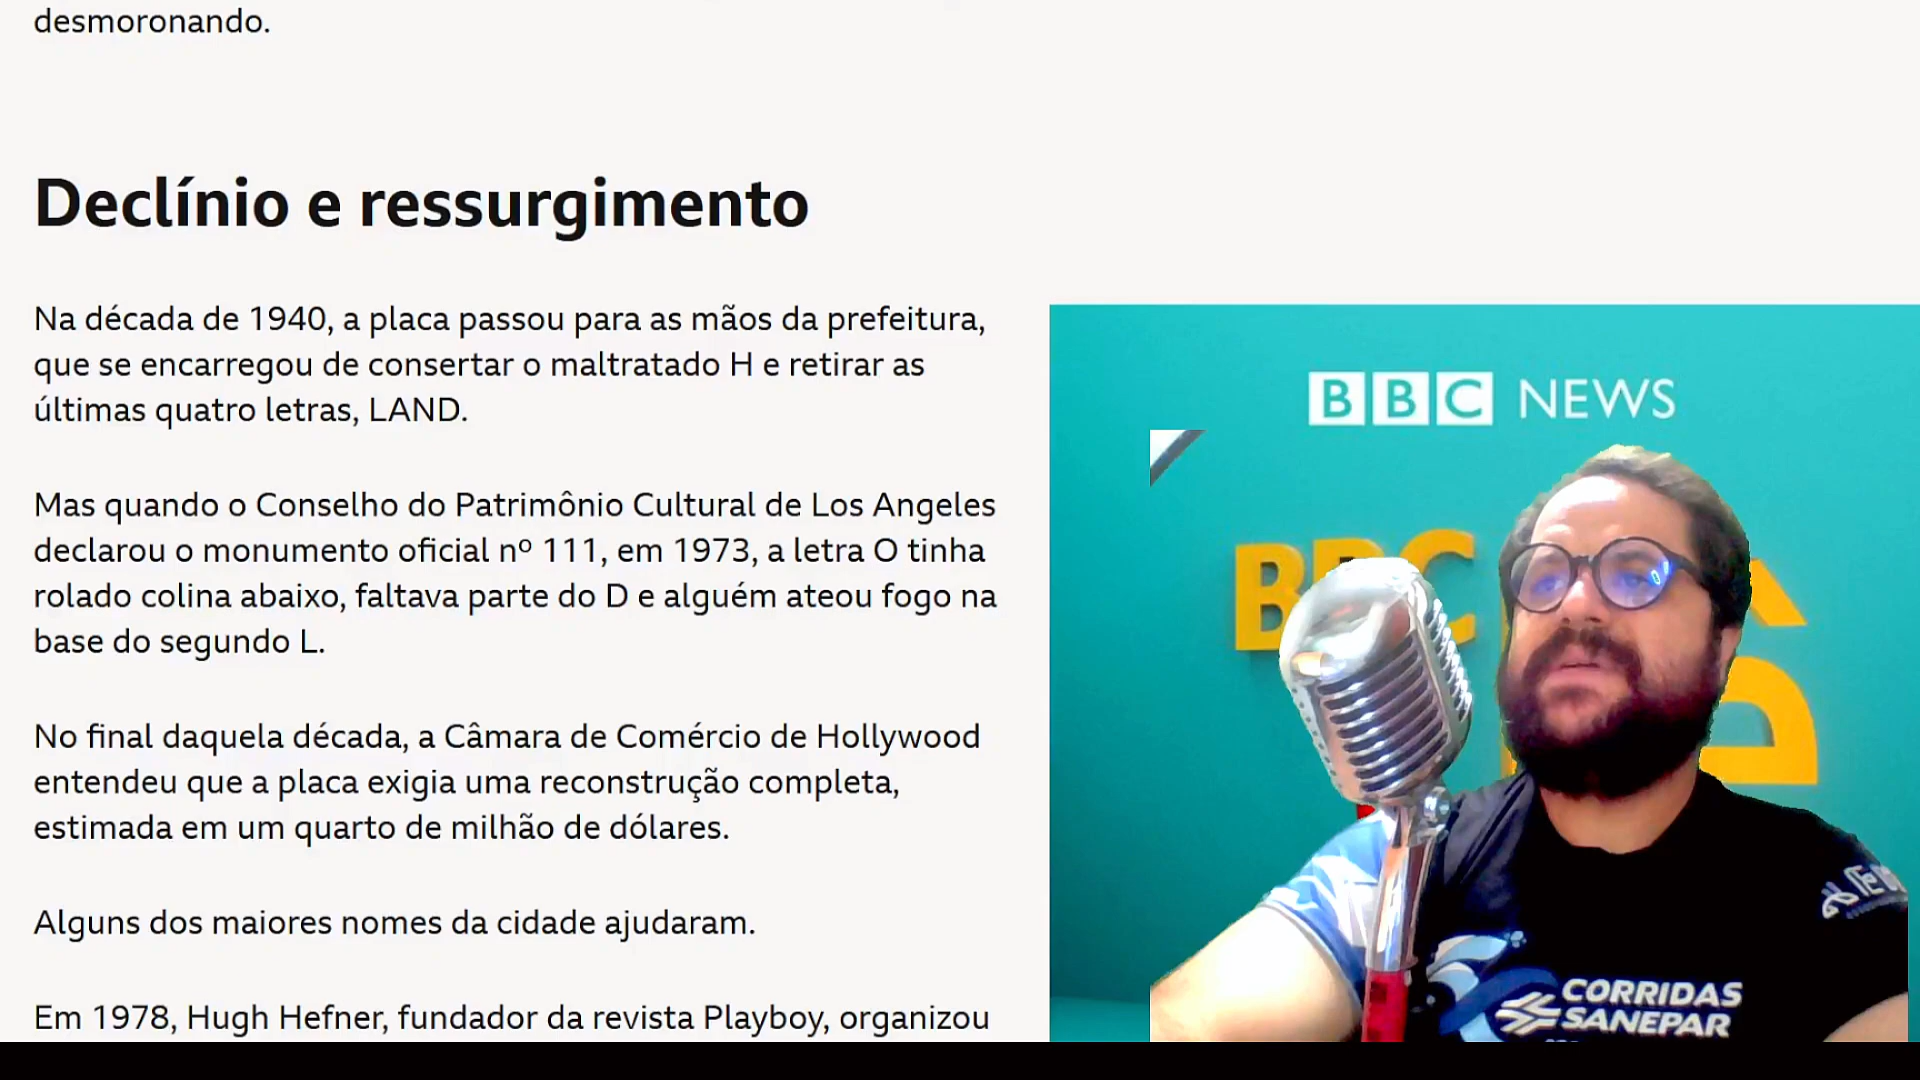 desmoronando.
Declínio e ressurgimento
Na década de 1940, a placa passou para as mãos da prefeitura,
que se encarregou de consertar o maltratado H e retirar as
últimas quatro letras, LAND.
Mas quando o Conselho do Patrimônio Cultural de Los Angeles
declarou o monumento oficial nº 111, em 1973, a letra O tinha
rolado colina abaixo, faltava parte do D e alguém ateou fogo na
base do segundo L.
No final daquela década, a Câmara de Comércio de Hollywood
entendeu que a placa exigia uma reconstrução completa,
estimada em um quarto de milhão de dólares.
Alguns dos maiores nomes da cidade ajudaram.
Em 1978, Hugh Hefner, fundador da revista Playboy, organizou
BBC NEWS
BBC
CORRIDAS
SANEPAR